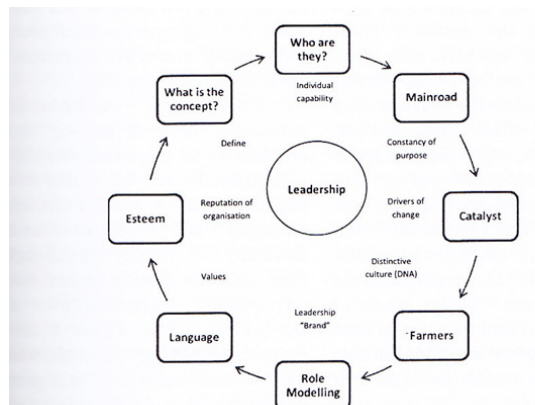 Who are
they?
Individual
capability
What is the
concept?
Mainroad
Define
Constancy of
purpose
Leadership
Esteem
Reputation of
organisation
Drivers of
change
Catalyst
Values
Distinctive
culture (DNA)
Language
Leadership
"Brand"
Farmers
Role
Modelling